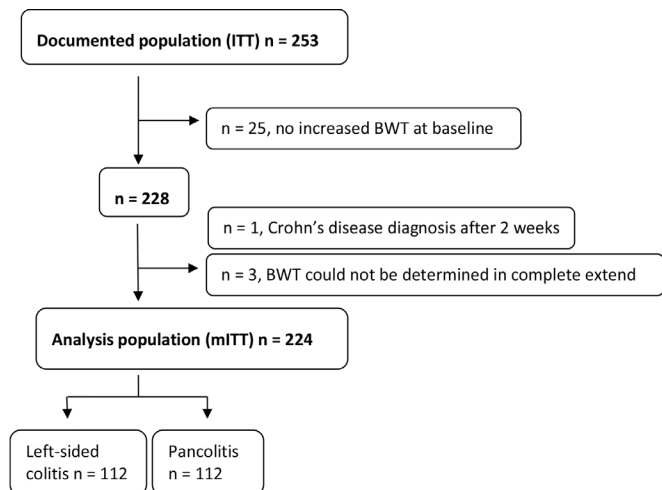 Documented population (ITT) n = 253
n = 25, no increased BWT at baseline
n = 228
n = 1, Crohn’s disease diagnosis after 2 weeks
n = 3, BWT could not be determined in complete extend
Analysis population (mITT) n = 224
Left-sided
colitis n = 112
Pancolitis
n = 112